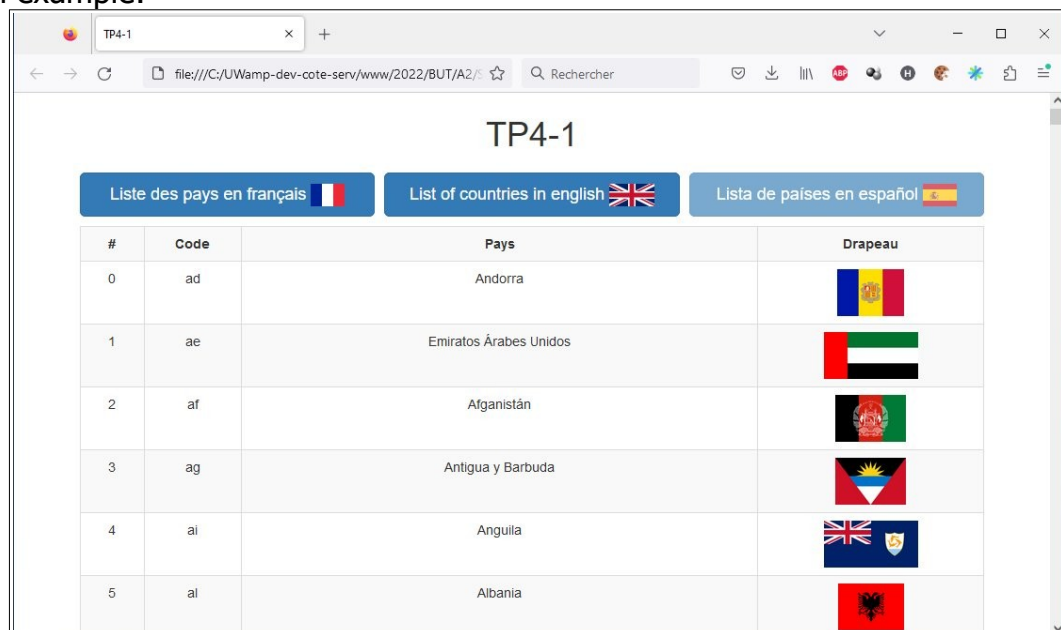 example:
TP4-1
file:///C:/UWamp-dev-cote-serv/www/2022/BUT/A2/S
Rechercher
ABP
H
TP4-1
Liste des pays en français
List of countries in english
Lista de países en español
# Code Pays Drapeau
0 ad Andorra
1 ae Emiratos Árabes Unidos
2 af Afganistán
3 ag Antigua y Barbuda
4 ai Anguila
5 al Albania